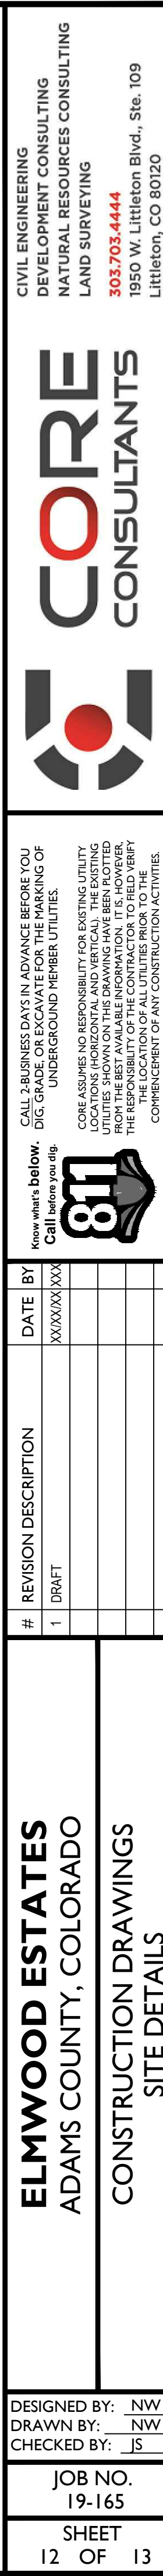 CIVIL ENGINEERING
DEVELOPMENT CONSULTING
NATURAL RESOURCES CONSULTING
LAND SURVEYING
303.703.4444
1950 W. Littleton Blvd., Ste. 109
Littleton, CO 80120
CORE
CONSULTANTS
CALL 2-BUSINESS DAYS IN ADVANCE BEFORE YOU
DIG, GRADE, OR EXCAVATE FOR THE MARKING OF
UNDERGROUND MEMBER UTILITIES.
Know what's below.
Call before you dig.
811
CORE ASSUMES NO RESPONSIBILITY FOR EXISTING UTILITY
LOCATIONS (HORIZONTAL AND VERTICAL). THE EXISTING
UTILITIES SHOWN ON THIS DRAWING HAVE BEEN PLOTTED
FROM THE BEST AVAILABLE INFORMATION. IT IS, HOWEVER,
THE RESPONSIBILITY OF THE CONTRACTOR TO FIELD VERIFY
THE LOCATION OF ALL UTILITIES PRIOR TO THE
COMMENCEMENT OF ANY CONSTRUCTION ACTIVITIES.
# REVISION DESCRIPTION DATE BY
1 DRAFT XX/XX/XX XXX
ELMWOOD ESTATES
ADAMS COUNTY, COLORADO
CONSTRUCTION DRAWINGS
SITE DETAILS
DESIGNED BY: NW
DRAWN BY: NW
CHECKED BY: JS
JOB NO.
19-165
SHEET
12 OF 13